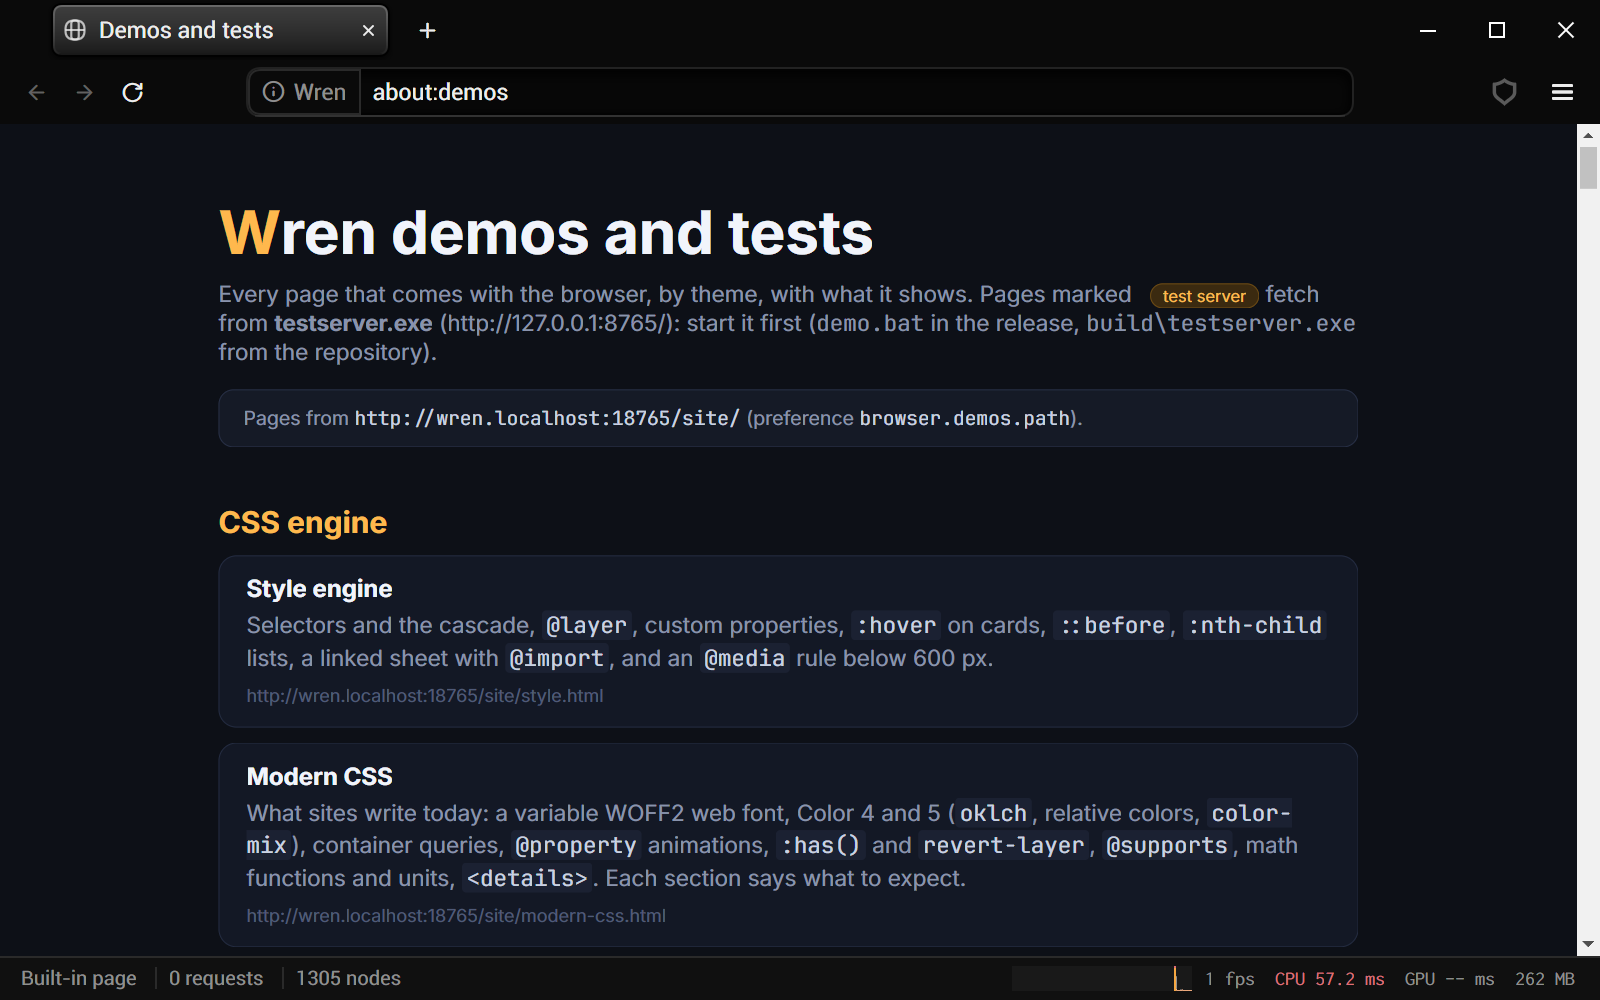 Demos and tests
Wren
about:demos
Wren demos and tests
Every page that comes with the browser, by theme, with what it shows. Pages marked test server fetch
from testserver.exe (http://127.0.0.1:8765/): start it first (demo.bat in the release, build\testserver.exe
from the repository).
Pages from http://wren.localhost:18765/site/ (preference browser.demos.path).
CSS engine
Style engine
Selectors and the cascade, @layer, custom properties, :hover on cards, ::before, :nth-child
lists, a linked sheet with @import, and an @media rule below 600 px.
http://wren.localhost:18765/site/style.html
Modern CSS
What sites write today: a variable WOFF2 web font, Color 4 and 5 (oklch, relative colors, color-
mix), container queries, @property animations, :has() and revert-layer, @supports, math
functions and units, <details>. Each section says what to expect.
http://wren.localhost:18765/site/modern-css.html
Built-in page 0 requests 1305 nodes 1 fps CPU 57.2 ms GPU -- ms 262 MB